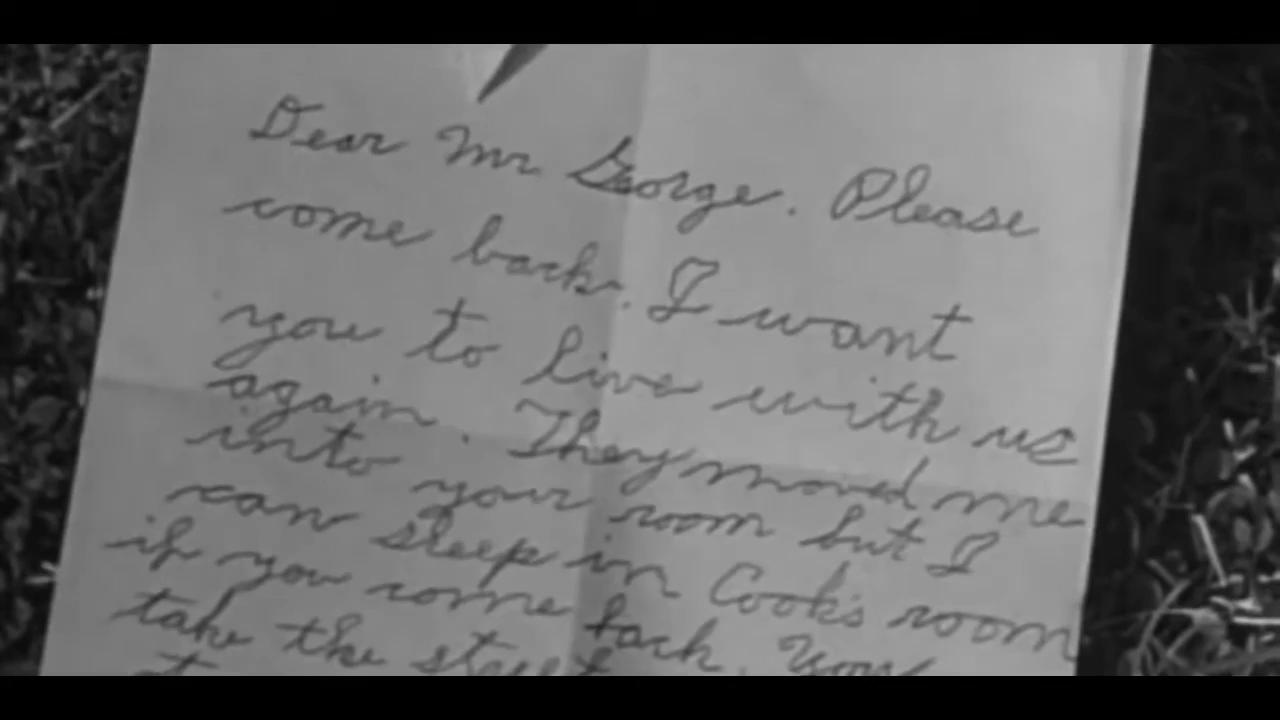 Dear Mr. George. Please
come back. I want
you to live with us
again. They moved me
into your room but I
can sleep in Cook's room
if you come back. You
take the street